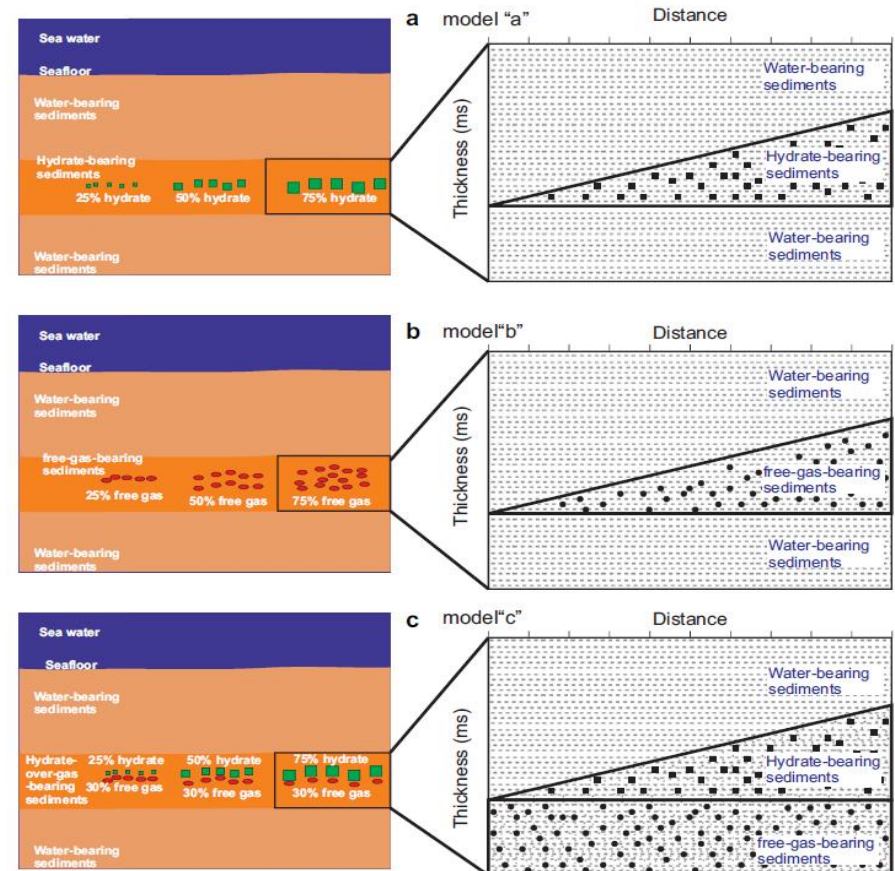 a model "a"
Distance
Sea water
Seafloor
Water-bearing
sediments
Hydrate-bearing
sediments
25% hydrate
50% hydrate
75% hydrate
Water-bearing
sediments
Thickness (ms)
Water-bearing
sediments
Hydrate-bearing
sediments
Water-bearing
sediments
b model"b"
Distance
Sea water
Seafloor
Water-bearing
sediments
free-gas-bearing
sediments
25% free gas
50% free gas
75% free gas
Water-bearing
sediments
Thickness (ms)
Water-bearing
sediments
free-gas-bearing
sediments
Water-bearing
sediments
c model"c"
Distance
Sea water
Seafloor
Water-bearing
sediments
Hydrate-
over-gas
-bearing
sediments
25% hydrate
50% hydrate
75% hydrate
30% free gas
30% free gas
30% free gas
Water-bearing
sediments
Thickness (ms)
Water-bearing
sediments
Hydrate-bearing
sediments
free-gas-bearing
sediments